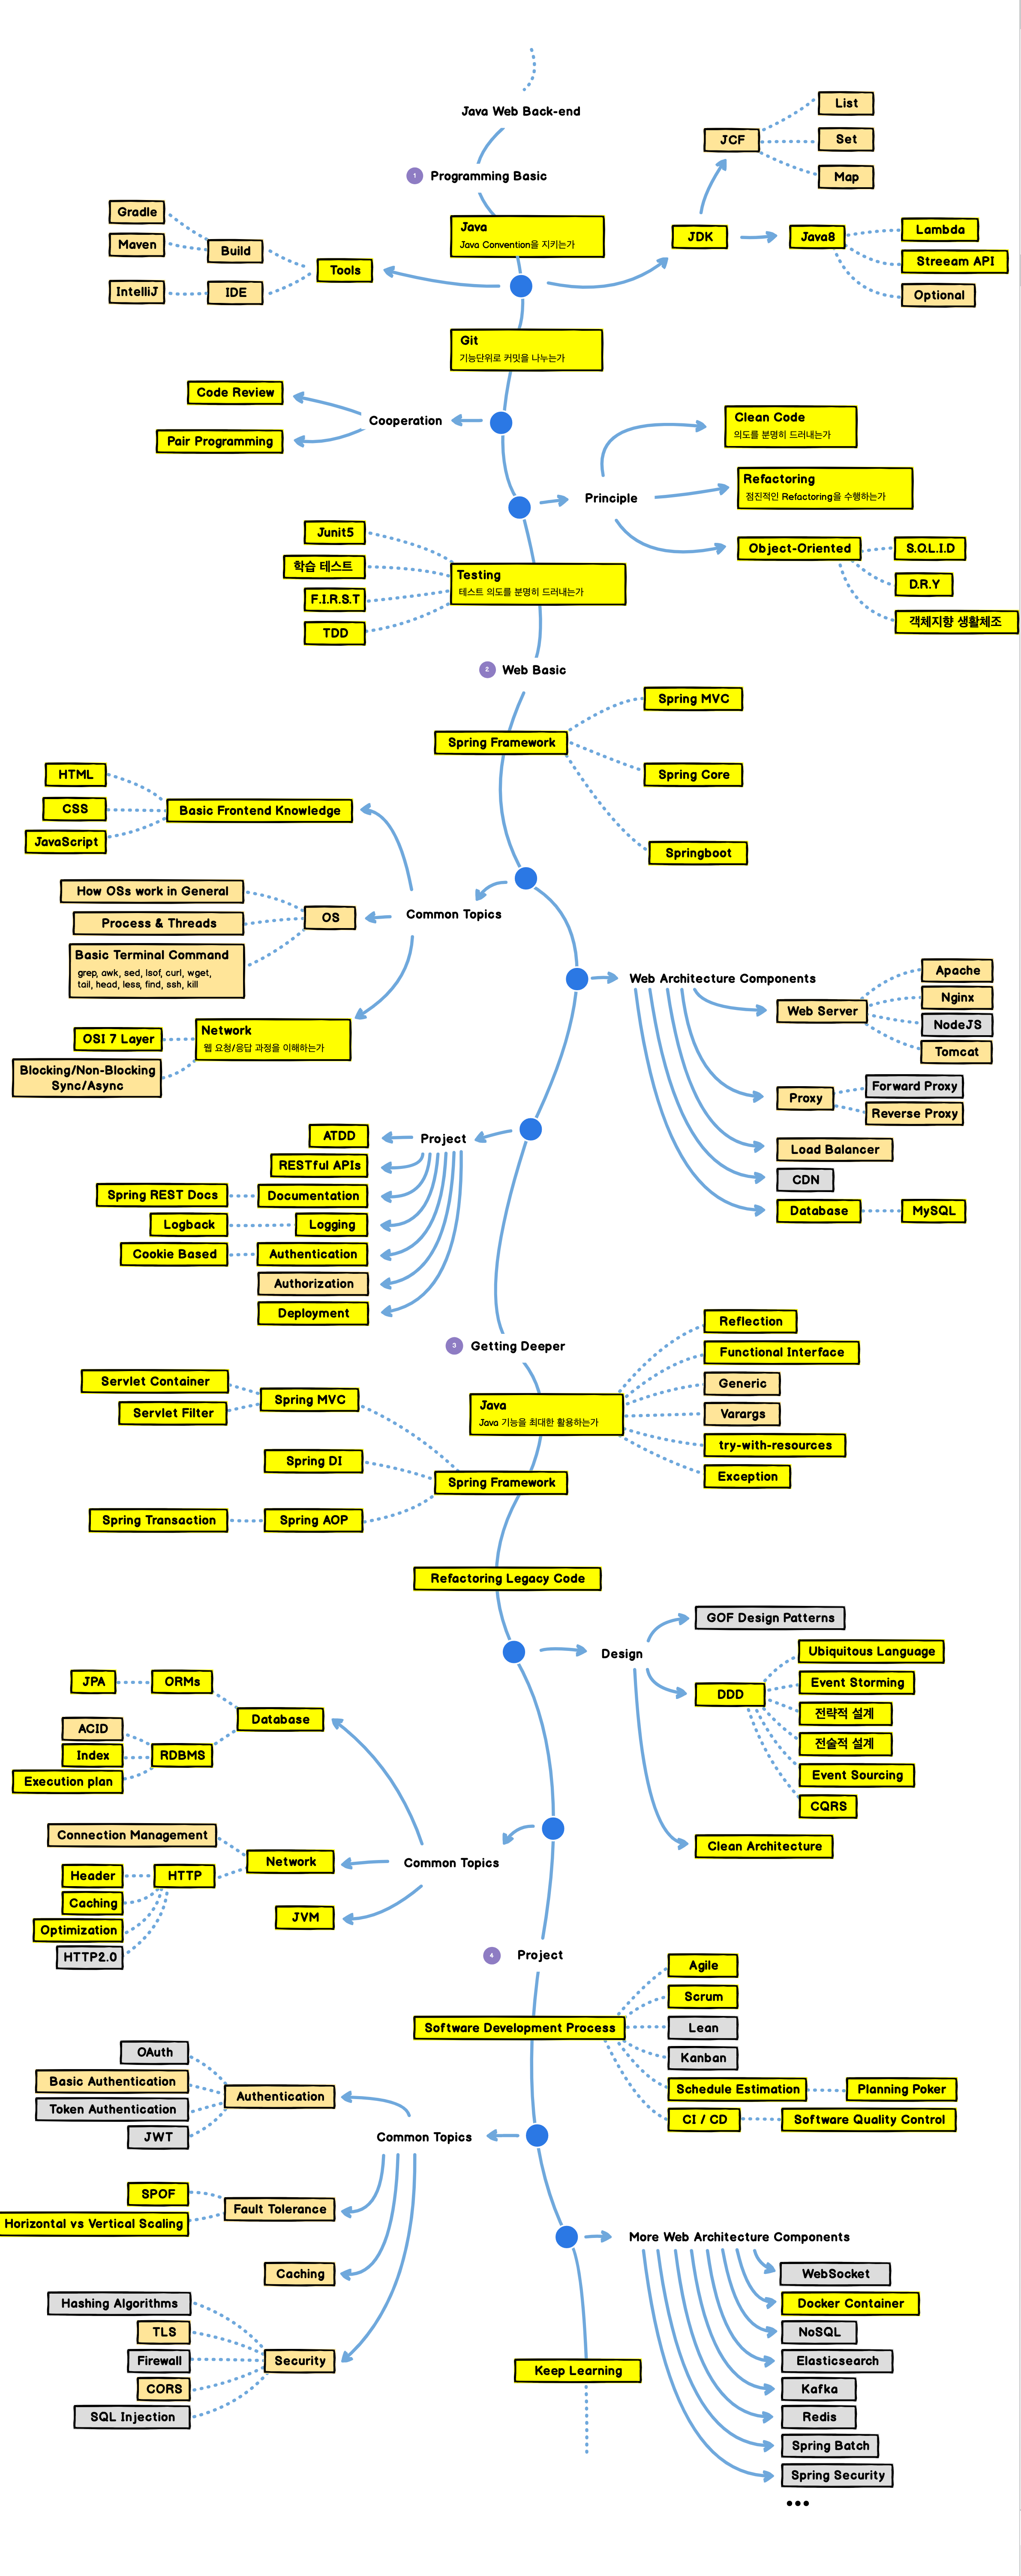 Java Web Back-end
1
Programming Basic
Java
Java Convention을 지키는가
JDK
JCF
List
Set
Map
Java8
Lambda
Streeam API
Optional
Tools
Build
Gradle
Maven
IDE
IntelliJ
Git
기능단위로 커밋을 나누는가
Cooperation
Code Review
Pair Programming
Principle
Clean Code
의도를 분명히 드러내는가
Refactoring
점진적인 Refactoring을 수행하는가
Object-Oriented
S.O.L.I.D
D.R.Y
객체지향 생활체조
Testing
테스트 의도를 분명히 드러내는가
Junit5
학습 테스트
F.I.R.S.T
TDD
2
Web Basic
Spring Framework
Spring MVC
Spring Core
Springboot
Common Topics
Basic Frontend Knowledge
HTML
CSS
JavaScript
OS
How OSs work in General
Process & Threads
Basic Terminal Command
grep, awk, sed, lsof, curl, wget,
tail, head, less, find, ssh, kill
Network
웹 요청/응답 과정을 이해하는가
OSI 7 Layer
Blocking/Non-Blocking
Sync/Async
Web Architecture Components
Web Server
Apache
Nginx
NodeJS
Tomcat
Proxy
Forward Proxy
Reverse Proxy
Load Balancer
CDN
Database
MySQL
Project
ATDD
RESTful APIs
Documentation
Spring REST Docs
Logging
Logback
Authentication
Cookie Based
Authorization
Deployment
3
Getting Deeper
Java
Java 기능을 최대한 활용하는가
Reflection
Functional Interface
Generic
Varargs
try-with-resources
Exception
Spring Framework
Spring MVC
Servlet Container
Servlet Filter
Spring DI
Spring AOP
Spring Transaction
Refactoring Legacy Code
Design
GOF Design Patterns
DDD
Ubiquitous Language
Event Storming
전략적 설계
전술적 설계
Event Sourcing
CQRS
Clean Architecture
Common Topics
Database
ORMs
JPA
RDBMS
ACID
Index
Execution plan
Network
Connection Management
HTTP
Header
Caching
Optimization
HTTP2.0
JVM
4
Project
Software Development Process
Agile
Scrum
Lean
Kanban
Schedule Estimation
Planning Poker
CI / CD
Software Quality Control
Common Topics
Authentication
OAuth
Basic Authentication
Token Authentication
JWT
Fault Tolerance
SPOF
Horizontal vs Vertical Scaling
Caching
Security
Hashing Algorithms
TLS
Firewall
CORS
SQL Injection
More Web Architecture Components
WebSocket
Docker Container
NoSQL
Elasticsearch
Kafka
Redis
Spring Batch
Spring Security
•••
Keep Learning